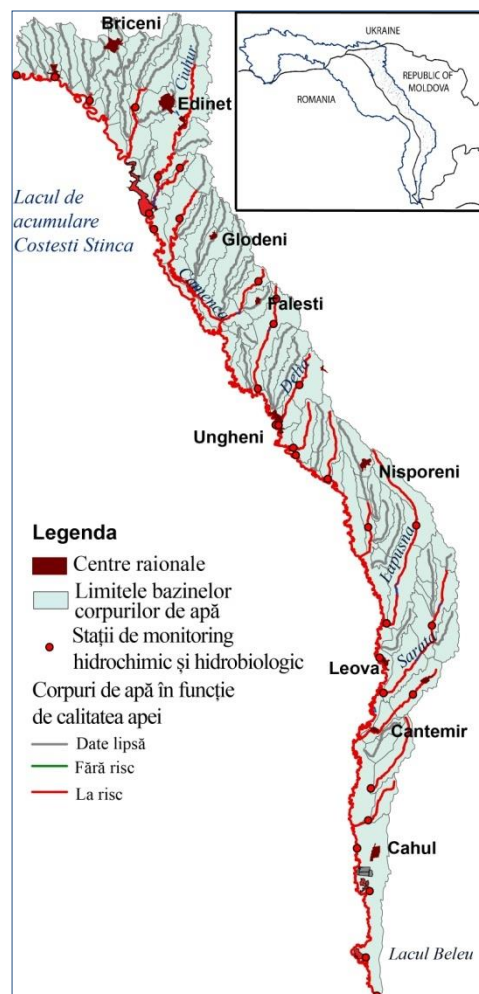 Briceni
Ciuhur
Edinet
UKRAINE
REPUBLIC OF
MOLDOVA
ROMANIA
Lacul de
acumulare
Costesti Stinca
Glodeni
Camenca
Falesti
Delia
Ungheni
Nisporeni
Lapusna
Sarata
Leova
Cantemir
Cahul
Lacul Beleu
Legenda
Centre raionale
Limitele bazinelor
corpurilor de apă
Stații de monitoring
hidrochimic și hidrobiologic
Corpuri de apă în funcție
de calitatea apei
Date lipsă
Fără risc
La risc